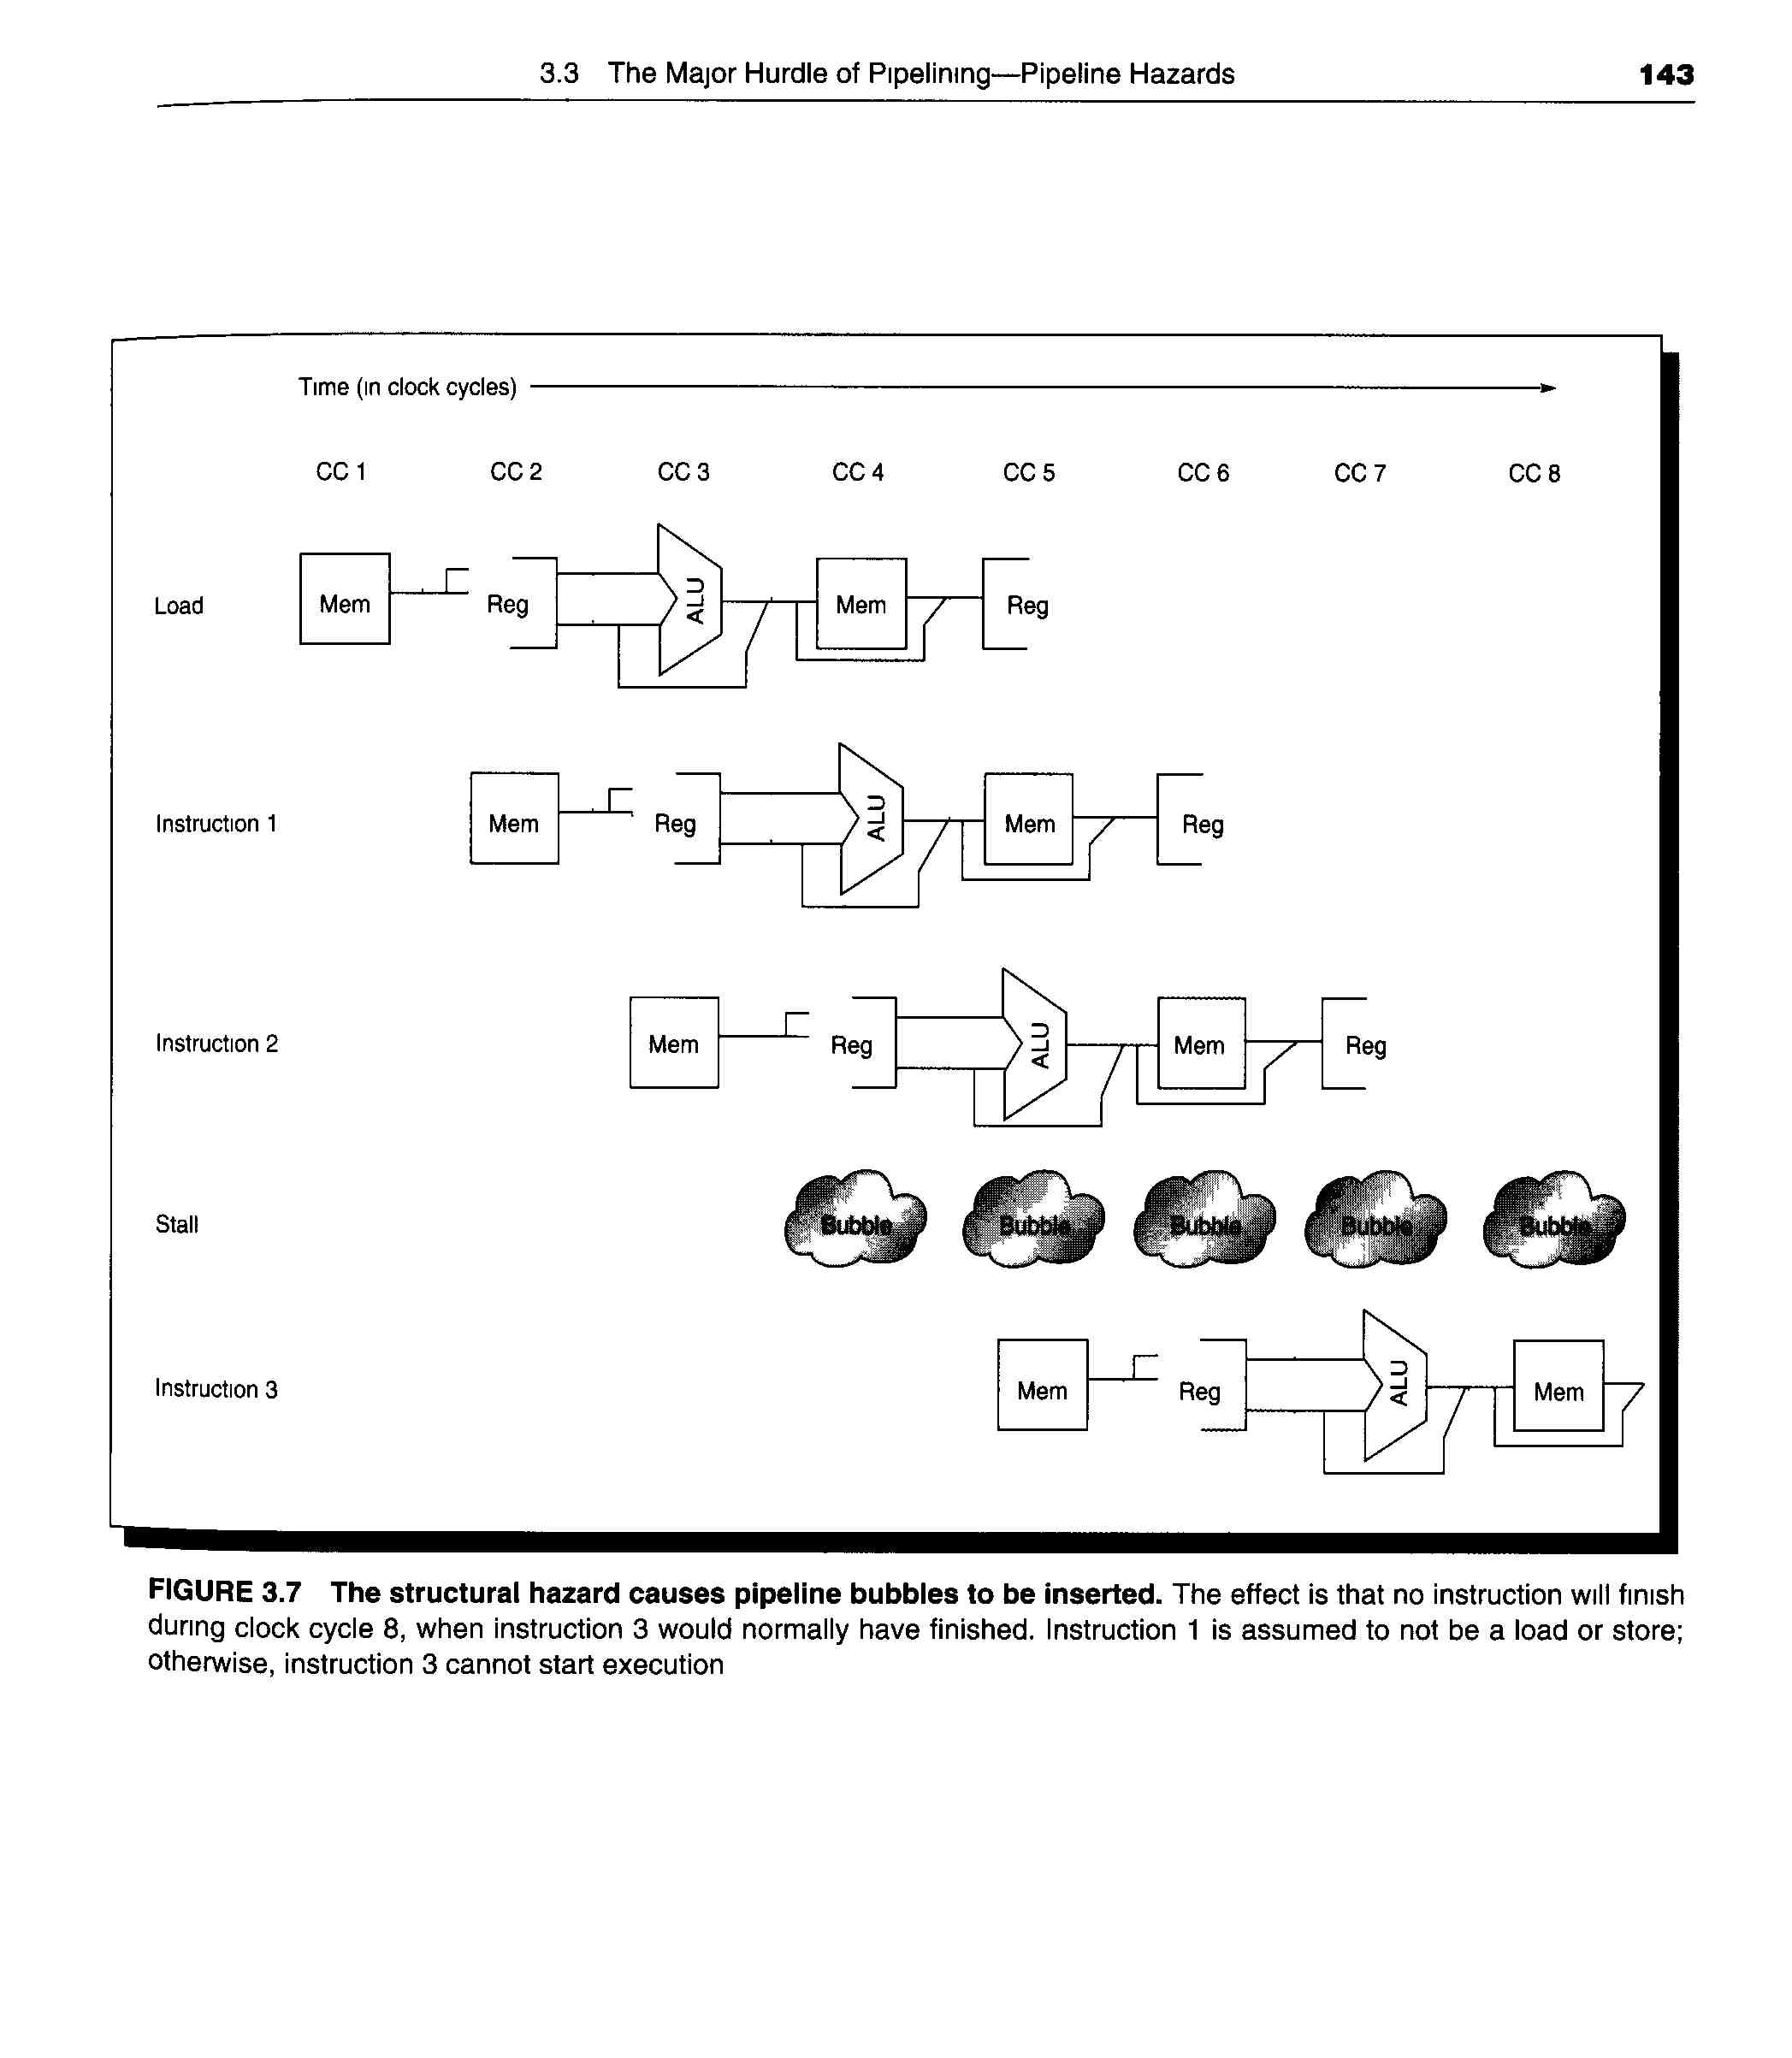 3.3 The Major Hurdle of Pipelining—Pipeline Hazards 143
Time (in clock cycles)
CC 1 CC 2 CC 3 CC 4 CC 5 CC 6 CC 7 CC 8
Load Mem Reg ALU Mem Reg
Instruction 1 Mem Reg ALU Mem Reg
Instruction 2 Mem Reg ALU Mem Reg
Stall Bubble Bubble Bubble Bubble Bubble
Instruction 3 Mem Reg ALU Mem
FIGURE 3.7 The structural hazard causes pipeline bubbles to be inserted. The effect is that no instruction will finish
during clock cycle 8, when instruction 3 would normally have finished. Instruction 1 is assumed to not be a load or store;
otherwise, instruction 3 cannot start execution